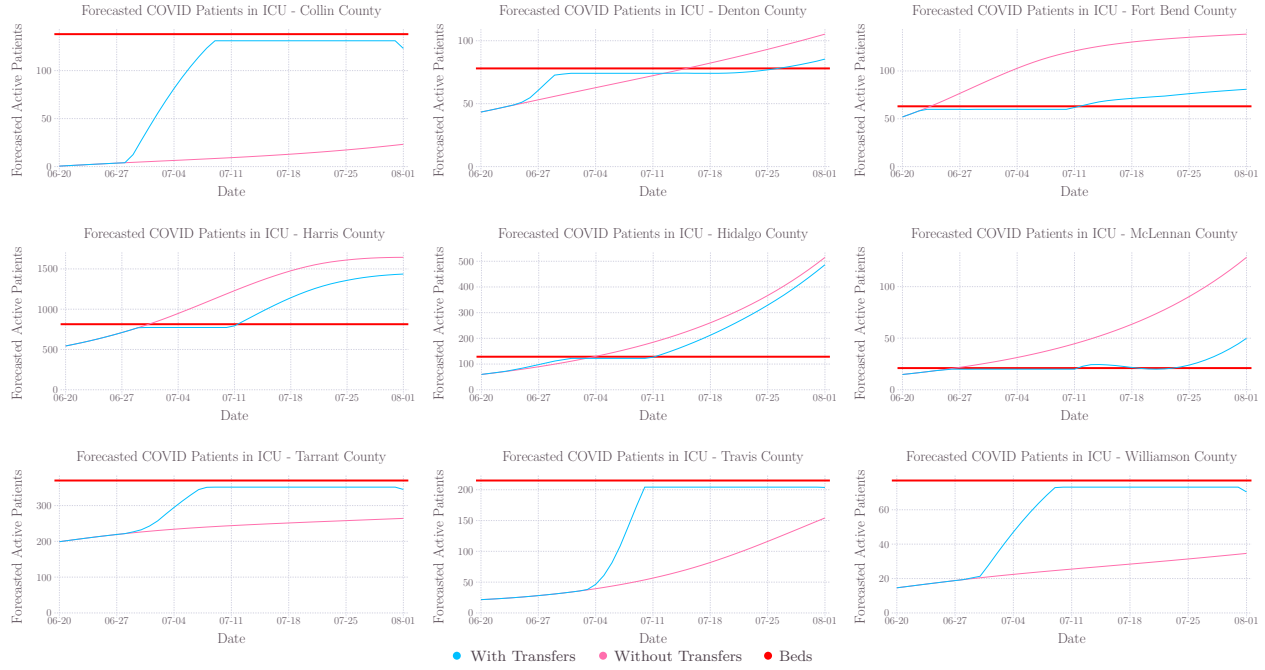 Forecasted COVID Patients in ICU - Collin County
Forecasted Active Patients
100
50
0
06-20 06-27 07-04 07-11 07-18 07-25 08-01
Date
Forecasted COVID Patients in ICU - Denton County
Forecasted Active Patients
100
50
0
06-20 06-27 07-04 07-11 07-18 07-25 08-01
Date
Forecasted COVID Patients in ICU - Fort Bend County
Forecasted Active Patients
100
50
0
06-20 06-27 07-04 07-11 07-18 07-25 08-01
Date
Forecasted COVID Patients in ICU - Harris County
Forecasted Active Patients
1500
1000
500
0
06-20 06-27 07-04 07-11 07-18 07-25 08-01
Date
Forecasted COVID Patients in ICU - Hidalgo County
Forecasted Active Patients
500
400
300
200
100
0
06-20 06-27 07-04 07-11 07-18 07-25 08-01
Date
Forecasted COVID Patients in ICU - McLennan County
Forecasted Active Patients
100
50
0
06-20 06-27 07-04 07-11 07-18 07-25 08-01
Date
Forecasted COVID Patients in ICU - Tarrant County
Forecasted Active Patients
300
200
100
0
06-20 06-27 07-04 07-11 07-18 07-25 08-01
Date
Forecasted COVID Patients in ICU - Travis County
Forecasted Active Patients
200
150
100
50
0
06-20 06-27 07-04 07-11 07-18 07-25 08-01
Date
Forecasted COVID Patients in ICU - Williamson County
Forecasted Active Patients
60
40
20
0
06-20 06-27 07-04 07-11 07-18 07-25 08-01
Date
With Transfers Without Transfers Beds